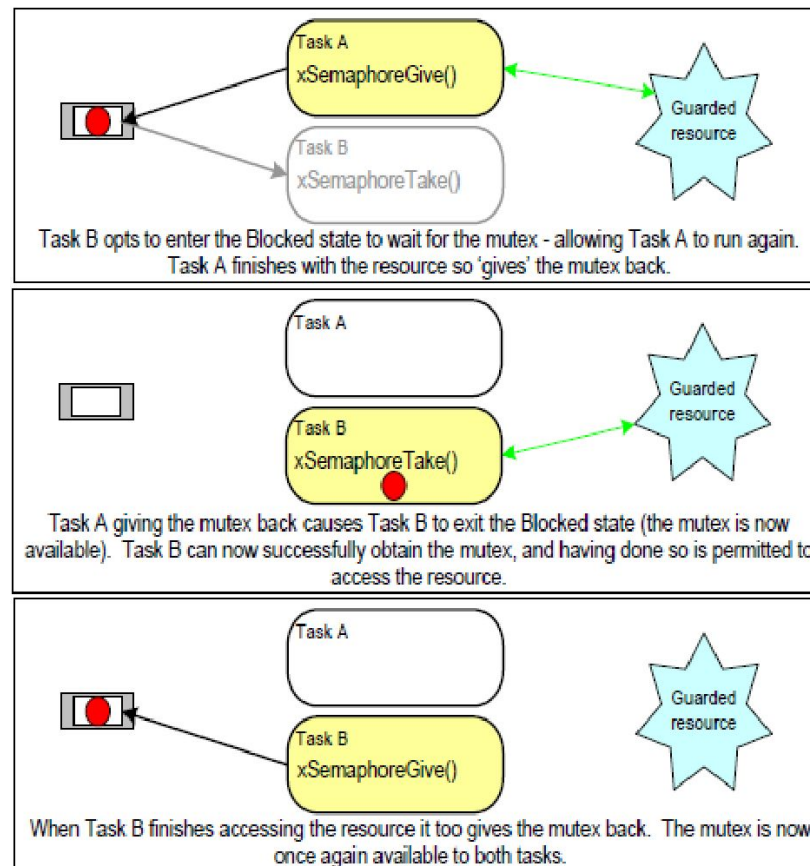 Task A
xSemaphoreGive()
Guarded
resource
Task B
xSemaphoreTake()
Task B opts to enter the Blocked state to wait for the mutex - allowing Task A to run again.
Task A finishes with the resource so 'gives' the mutex back.
Task A
Guarded
resource
Task B
xSemaphoreTake()
Task A giving the mutex back causes Task B to exit the Blocked state (the mutex is now
available). Task B can now successfully obtain the mutex, and having done so is permitted to
access the resource.
Task A
Guarded
resource
Task B
xSemaphoreGive()
When Task B finishes accessing the resource it too gives the mutex back. The mutex is now
once again available to both tasks.